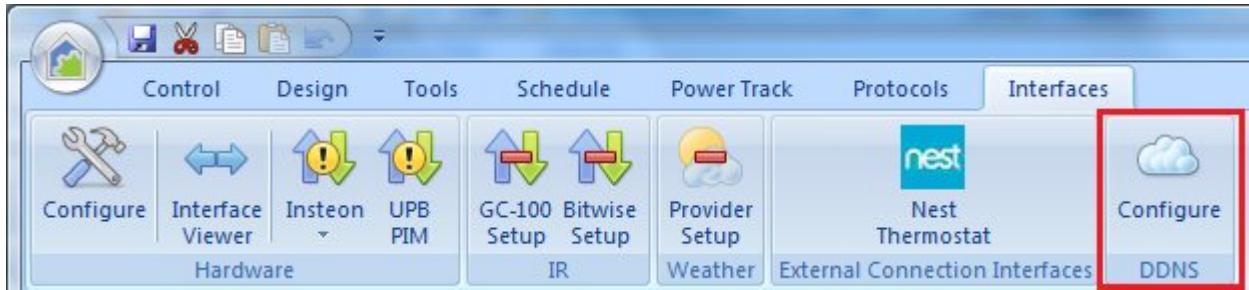 Control Design Tools Schedule Power Track Protocols Interfaces
nest
Configure Interface Viewer Insteon UPB PIM GC-100 Setup Bitwise Setup Provider Setup Nest Thermostat Configure
Hardware IR Weather External Connection Interfaces DDNS